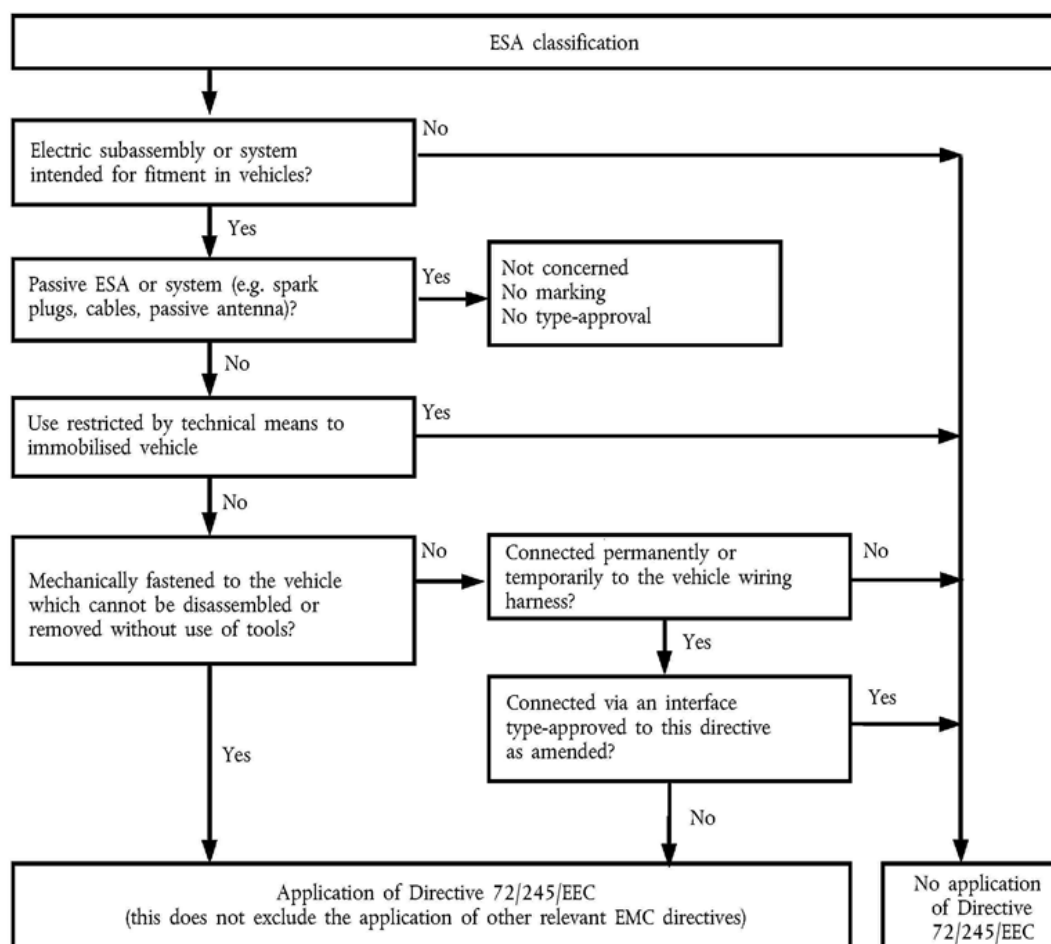 ESA classification
No
Electric subassembly or system
intended for fitment in vehicles?
Yes
Passive ESA or system (e.g. spark
plugs, cables, passive antenna)?
Yes
Not concerned
No marking
No type-approval
No
Use restricted by technical means to
immobilised vehicle
Yes
No
Mechanically fastened to the vehicle
which cannot be disassembled or
removed without use of tools?
No
Connected permanently or
temporarily to the vehicle wiring
harness?
No
Yes
Connected via an interface
type-approved to this directive
as amended?
Yes
Yes
No
Application of Directive 72/245/EEC
(this does not exclude the application of other relevant EMC directives)
No application
of Directive
72/245/EEC